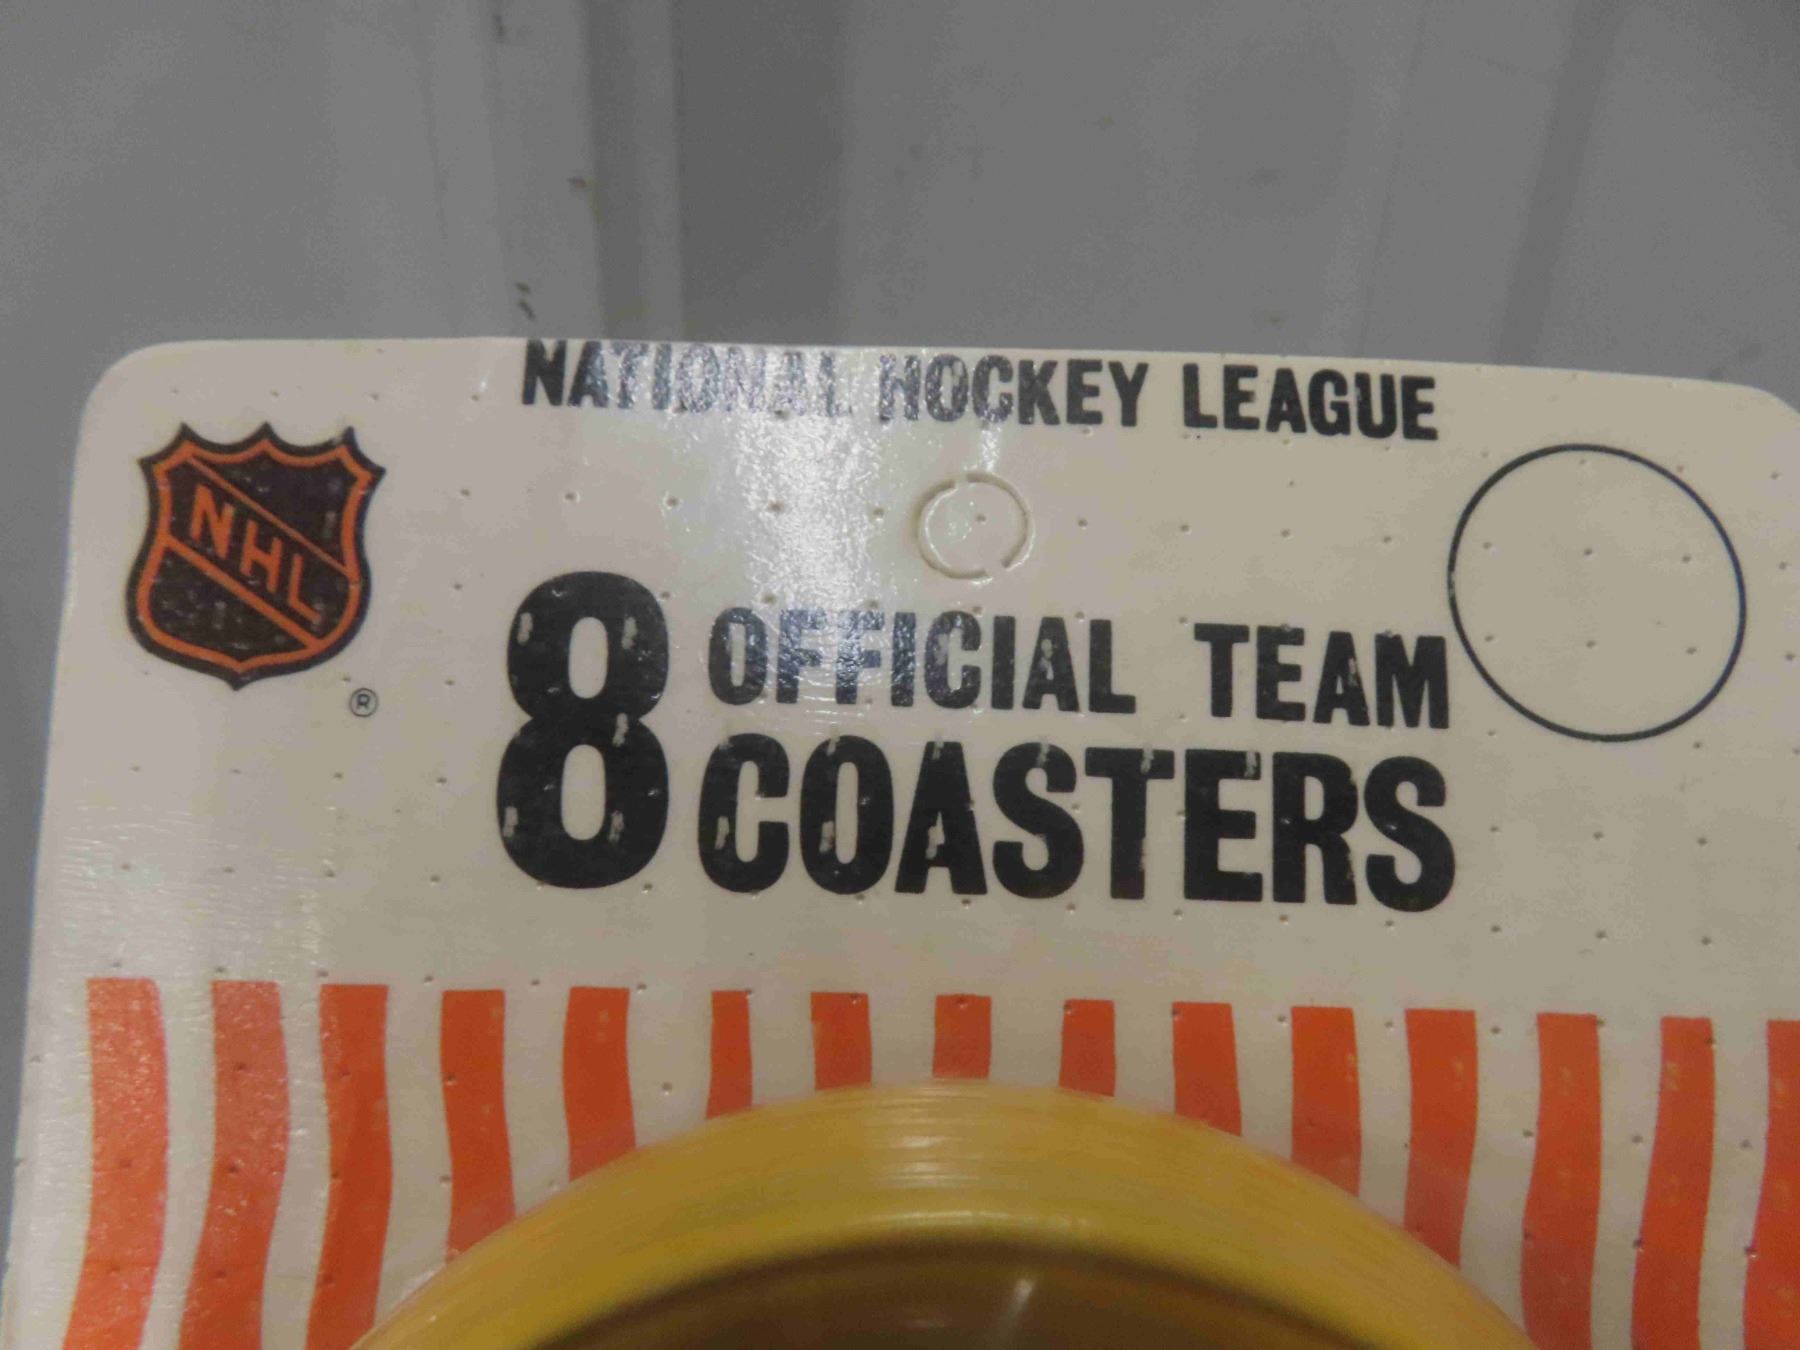 NATIONAL HOCKEY LEAGUE
NHL
®
8 OFFICIAL TEAM
COASTERS